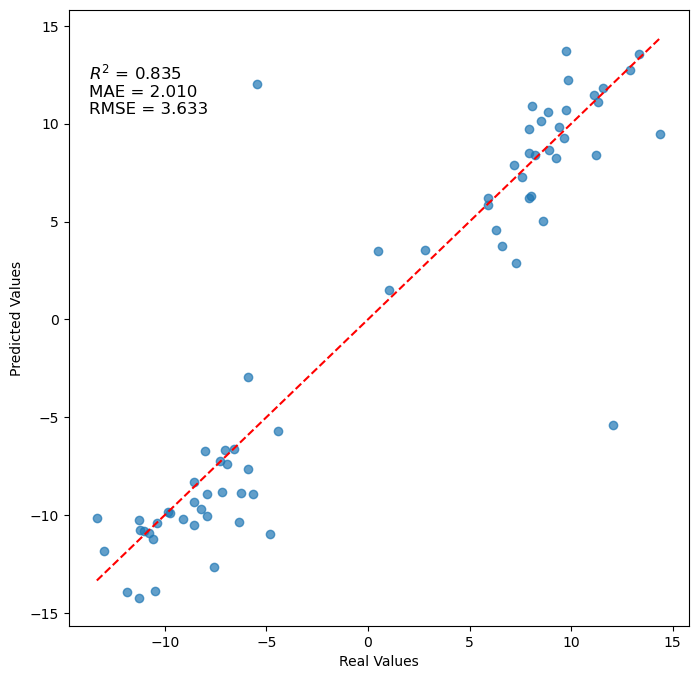 15
10
5
0
−5
−10
−15
Predicted Values
R² = 0.835
MAE = 2.010
RMSE = 3.633
−10
−5
0
5
10
15
Real Values